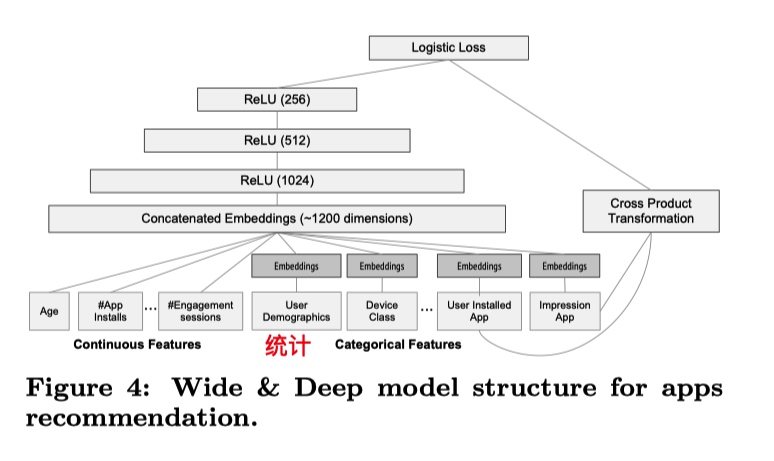 Logistic Loss
ReLU (256)
ReLU (512)
ReLU (1024)
Concatenated Embeddings (~1200 dimensions)
Cross Product
Transformation
Embeddings
Embeddings
Embeddings
Embeddings
Age
#App
Installs
...
#Engagement
sessions
User
Demographics
Device
Class
...
User Installed
App
Impression
App
Continuous Features
统计
Categorical Features
Figure 4: Wide & Deep model structure for apps
recommendation.